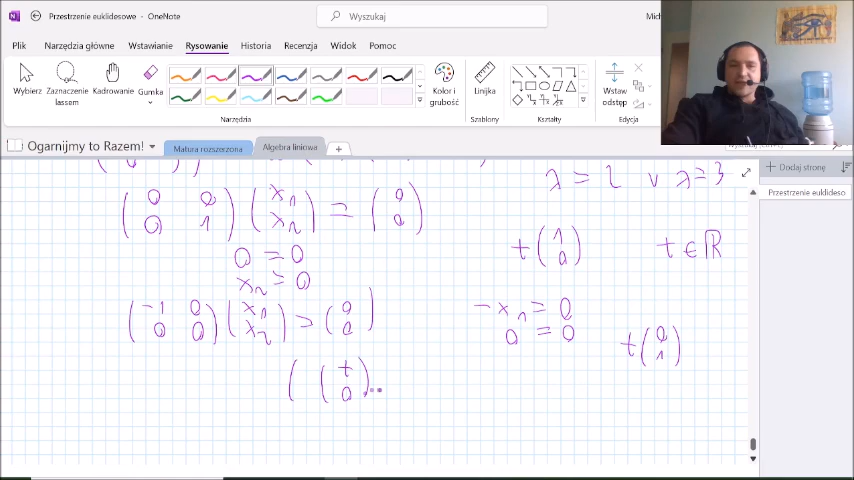 Przestrzenie euklidesowe - OneNote
Wyszukaj
Plik Narzędzia główne Wstawianie Rysowanie Historia Recenzja Widok Pomoc
Wybierz
Zaznaczenie lassem
Kadrowanie
Gumka
Narzędzia
Kolor i grubość
Linijka
Szablony
Kształty
Wstaw odstęp
Edycja
Ogarnijmy to Razem!
Matura rozszerzona
Algebra liniowa
Dodaj stronę
Przestrzenie euklideso
λ = 2 v λ = 3
(0 0
0 1) (x₁
x₂) = (0
0)
t (1
0) t ∈ ℝ
0 = 0
x₂ = 0
(-1 0
0 0) (x₁
x₂) = (0
0)
-x₁ = 0
0 = 0
t (0
1)
( (t
0)